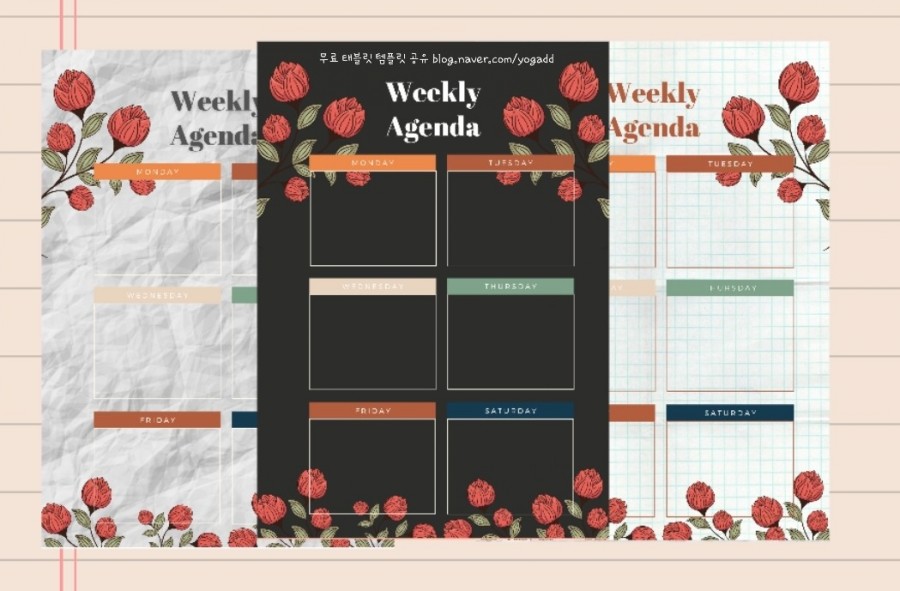 무료 태블릿 템플릿 공유 blog.naver.com/yogadd
Weekly
Agenda
MONDAY
WEDNESDAY
FRIDAY
Weekly
Agenda
MONDAY
TUESDAY
WEDNESDAY
THURSDAY
FRIDAY
SATURDAY
Weekly
Agenda
TUESDAY
THURSDAY
SATURDAY